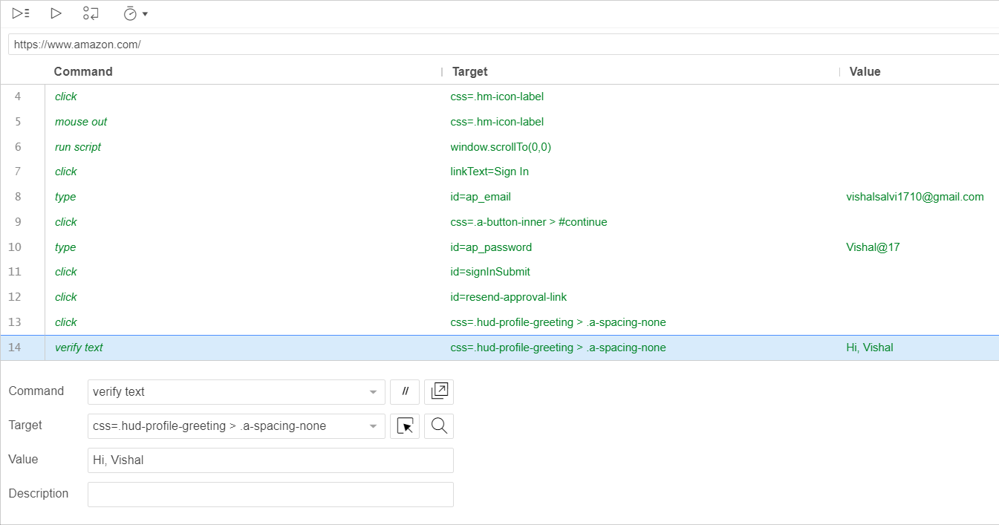 https://www.amazon.com/
Command Target Value
4 click css=.hm-icon-label
5 mouse out css=.hm-icon-label
6 run script window.scrollTo(0,0)
7 click linkText=Sign In
8 type id=ap_email vishalsalvi1710@gmail.com
9 click css=.a-button-inner > #continue
10 type id=ap_password Vishal@17
11 click id=signInSubmit
12 click id=resend-approval-link
13 click css=.hud-profile-greeting > .a-spacing-none
14 verify text css=.hud-profile-greeting > .a-spacing-none Hi, Vishal
Command verify text //
Target css=.hud-profile-greeting > .a-spacing-none
Value Hi, Vishal
Description